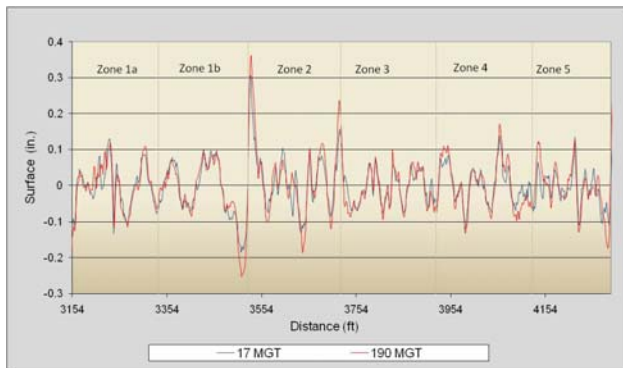 0.4
Zone 1a Zone 1b Zone 2 Zone 3 Zone 4 Zone 5
0.3
0.2
0.1
0
-0.1
-0.2
-0.3
Surface (in.)
3154 3354 3554 3754 3954 4154
Distance (ft)
17 MGT 190 MGT